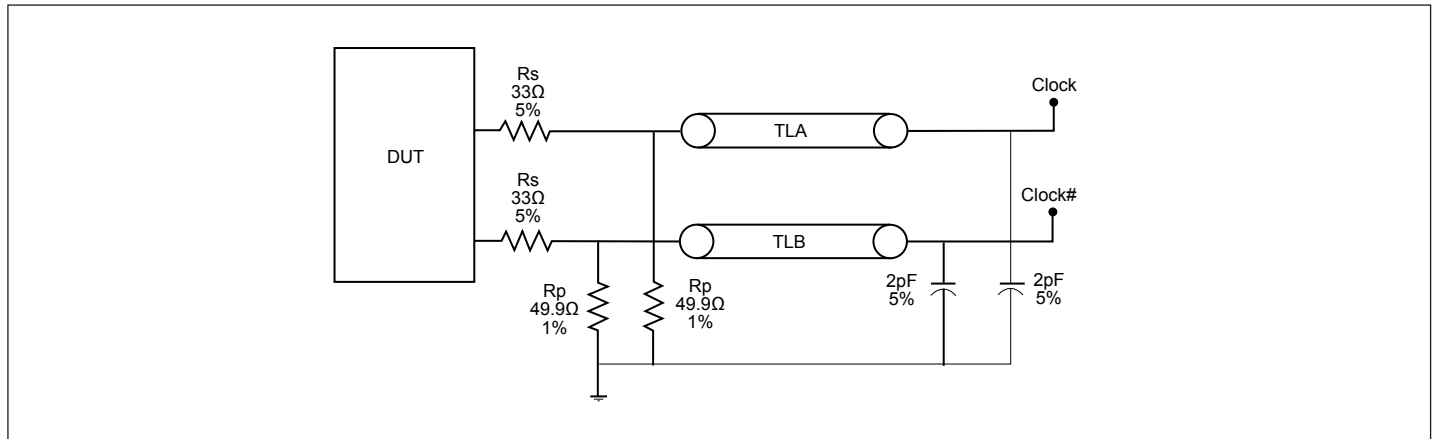 Rs
33Ω
5%
Clock
TLA
DUT
Rs
33Ω
5%
Clock#
TLB
Rp
49.9Ω
1%
Rp
49.9Ω
1%
2pF
5%
2pF
5%